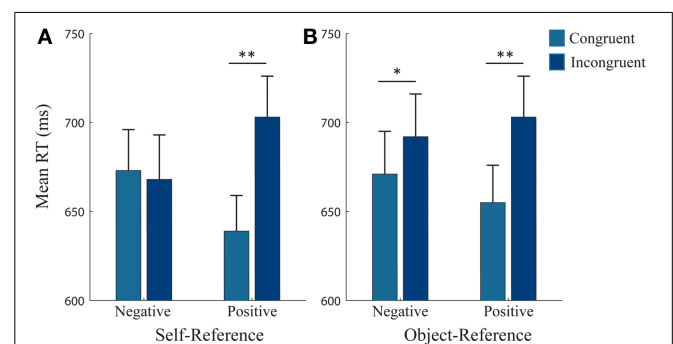 A
B
Congruent
Incongruent
**
*
**
Mean RT (ms)
750
700
650
600
750
700
650
600
Negative
Positive
Negative
Positive
Self-Reference
Object-Reference